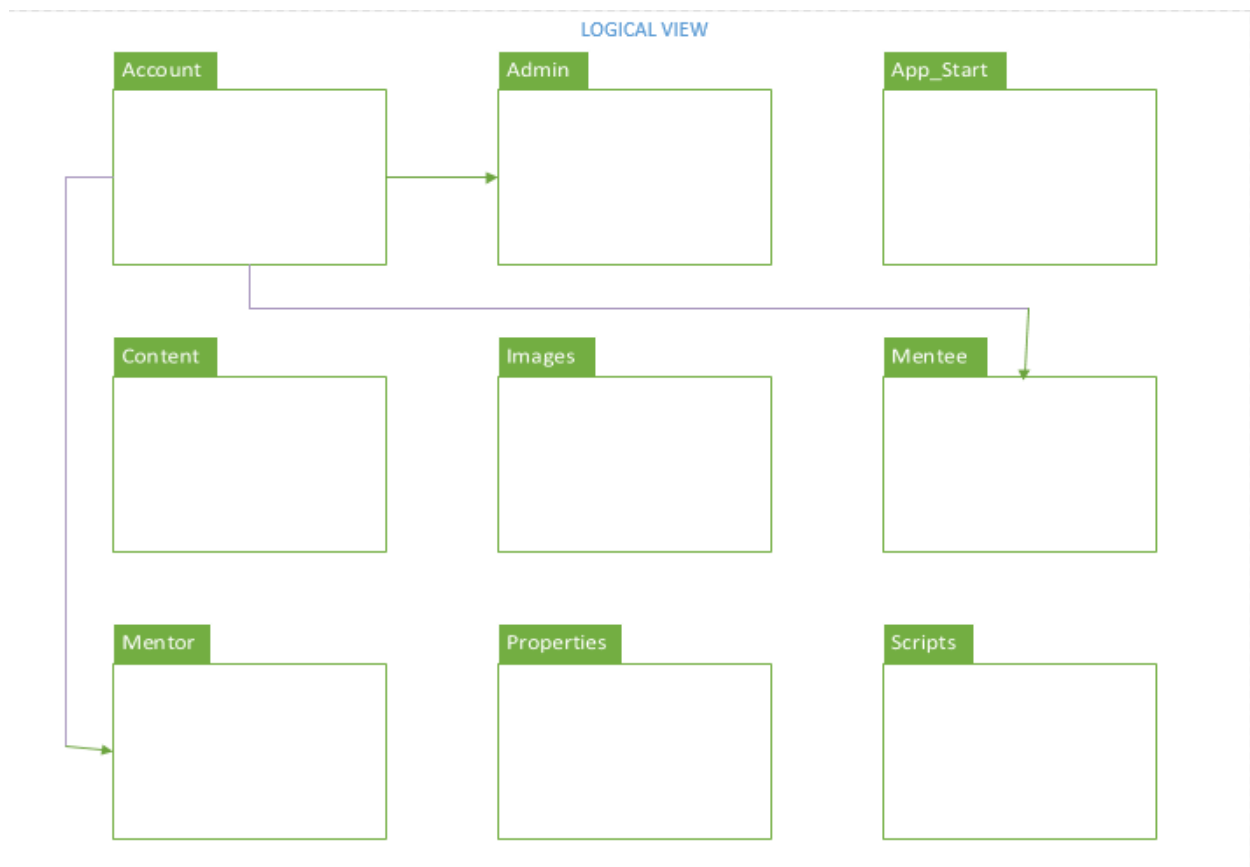 LOGICAL VIEW
Account
Admin
App_Start
Content
Images
Mentee
Mentor
Properties
Scripts